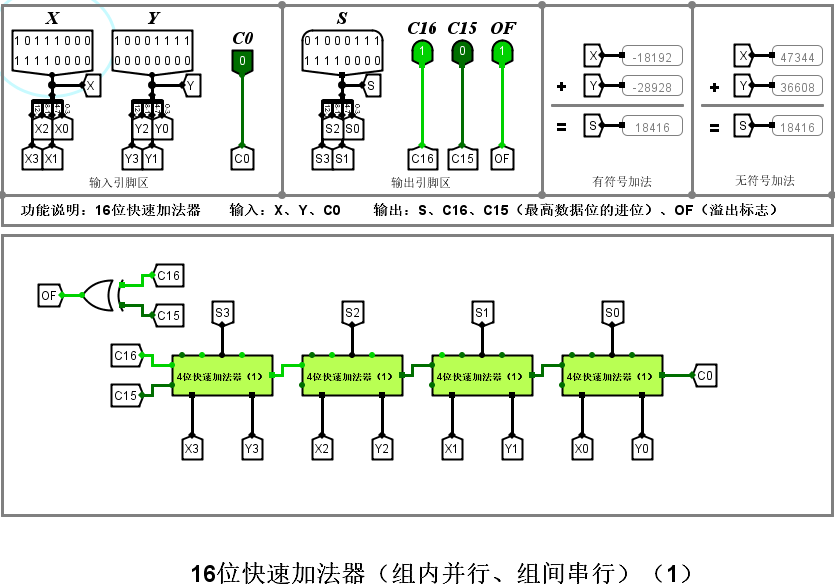 X Y C0 S C16 C15 OF
10111000 10001111 0 01000111 1 0 1
11110000 00000000 11110000
X -18192 X 47344
X Y S + Y -28928 + Y 36608
X2 X0 Y2 Y0 S2 S0 = S 18416 = S 18416
X3 X1 Y3 Y1 C0 S3 S1 C16 C15 OF
输入引脚区 输出引脚区 有符号加法 无符号加法
功能说明：16位快速加法器 输入：X、Y、C0 输出：S、C16、C15（最高数据位的进位）、OF（溢出标志）
C16
OF
C15
S3 S2 S1 S0
C16
4位快速加法器（1） 4位快速加法器（1） 4位快速加法器（1） 4位快速加法器（1） C0
C15
X3 Y3 X2 Y2 X1 Y1 X0 Y0
16位快速加法器（组内并行、组间串行）（1）